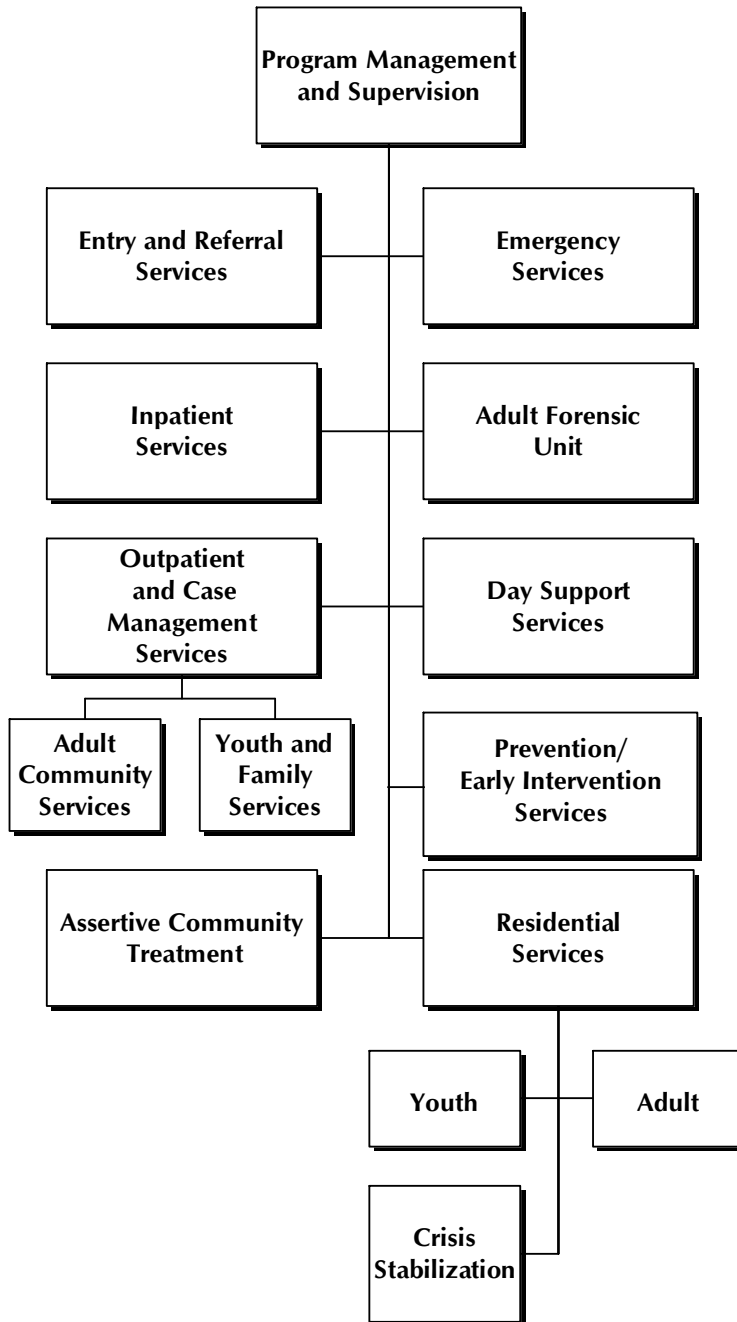 Program Management
and Supervision
Entry and Referral
Services
Emergency
Services
Inpatient
Services
Adult Forensic
Unit
Outpatient
and Case
Management
Services
Day Support
Services
Adult
Community
Services
Youth and
Family
Services
Prevention/
Early Intervention
Services
Assertive Community
Treatment
Residential
Services
Youth
Adult
Crisis
Stabilization